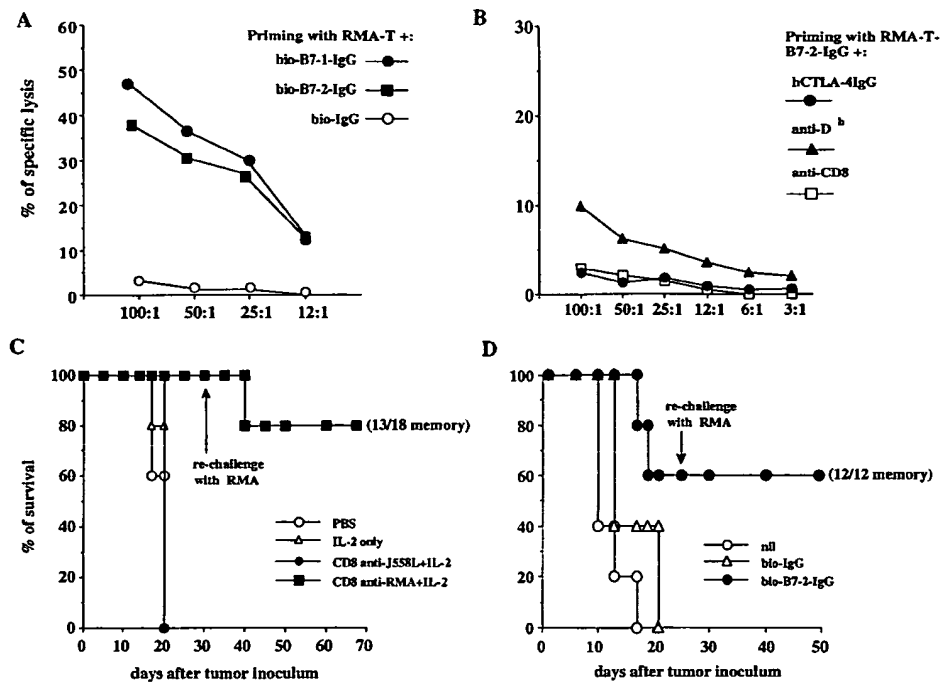 A
Priming with RMA-T +:
bio-B7-1-IgG
bio-B7-2-IgG
bio-IgG
% of specific lysis
60
50
40
30
20
10
0
100:1 50:1 25:1 12:1
B
Priming with RMA-T-
B7-2-IgG +:
hCTLA-4IgG
anti-D b
anti-CD8
30
20
10
0
100:1 50:1 25:1 12:1 6:1 3:1
C
% of survival
100
80
60
40
20
0
(13/18 memory)
re-challenge
with RMA
PBS
IL-2 only
CD8 anti-J558L+IL-2
CD8 anti-RMA+IL-2
0 10 20 30 40 50 60 70
days after tumor inoculum
D
100
80
60
40
20
0
re-challenge
with RMA
(12/12 memory)
nil
bio-IgG
bio-B7-2-IgG
0 10 20 30 40 50
days after tumor inoculum